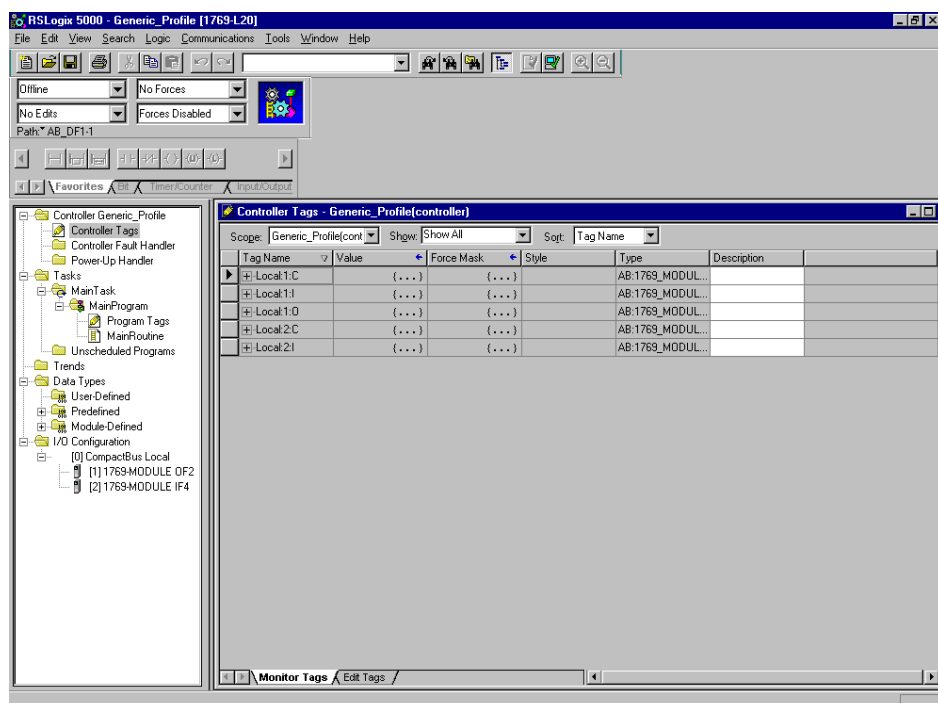 RSLogix 5000 - Generic_Profile [1769-L20]
File Edit View Search Logic Communications Tools Window Help
Offline No Forces
No Edits Forces Disabled
Path:* AB_DF1-1
Favorites Bit Timer/Counter Input/Output
Controller Generic_Profile
Controller Tags
Controller Fault Handler
Power-Up Handler
Tasks
MainTask
MainProgram
Program Tags
MainRoutine
Unscheduled Programs
Trends
Data Types
User-Defined
Predefined
Module-Defined
I/O Configuration
[0] CompactBus Local
[1] 1769-MODULE OF2
[2] 1769-MODULE IF4
Controller Tags - Generic_Profile(controller)
Scope: Generic_Profile(cont Show: Show All Sort: Tag Name
Tag Name Value Force Mask Style Type Description
Local:1:C {...} {...} AB:1769_MODUL...
Local:1:I {...} {...} AB:1769_MODUL...
Local:1:O {...} {...} AB:1769_MODUL...
Local:2:C {...} {...} AB:1769_MODUL...
Local:2:I {...} {...} AB:1769_MODUL...
Monitor Tags Edit Tags